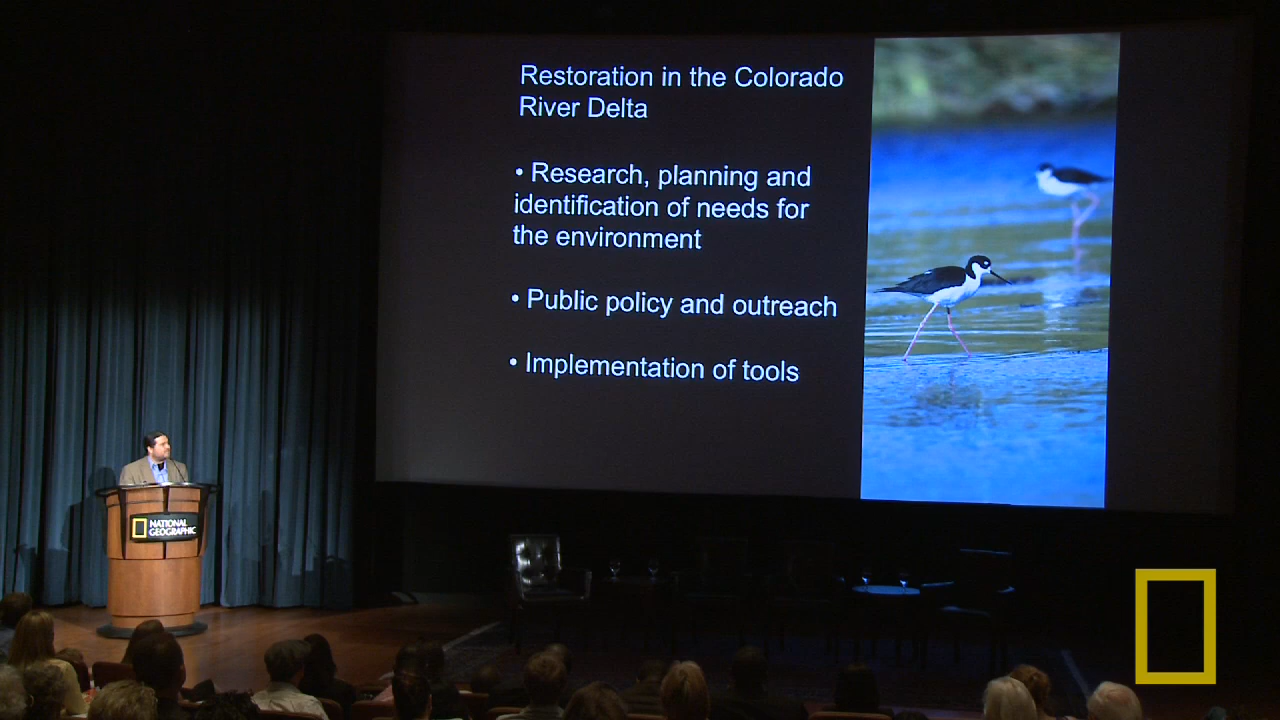 Restoration in the Colorado
River Delta
• Research, planning and
identification of needs for
the environment
• Public policy and outreach
• Implementation of tools
NATIONAL
GEOGRAPHIC